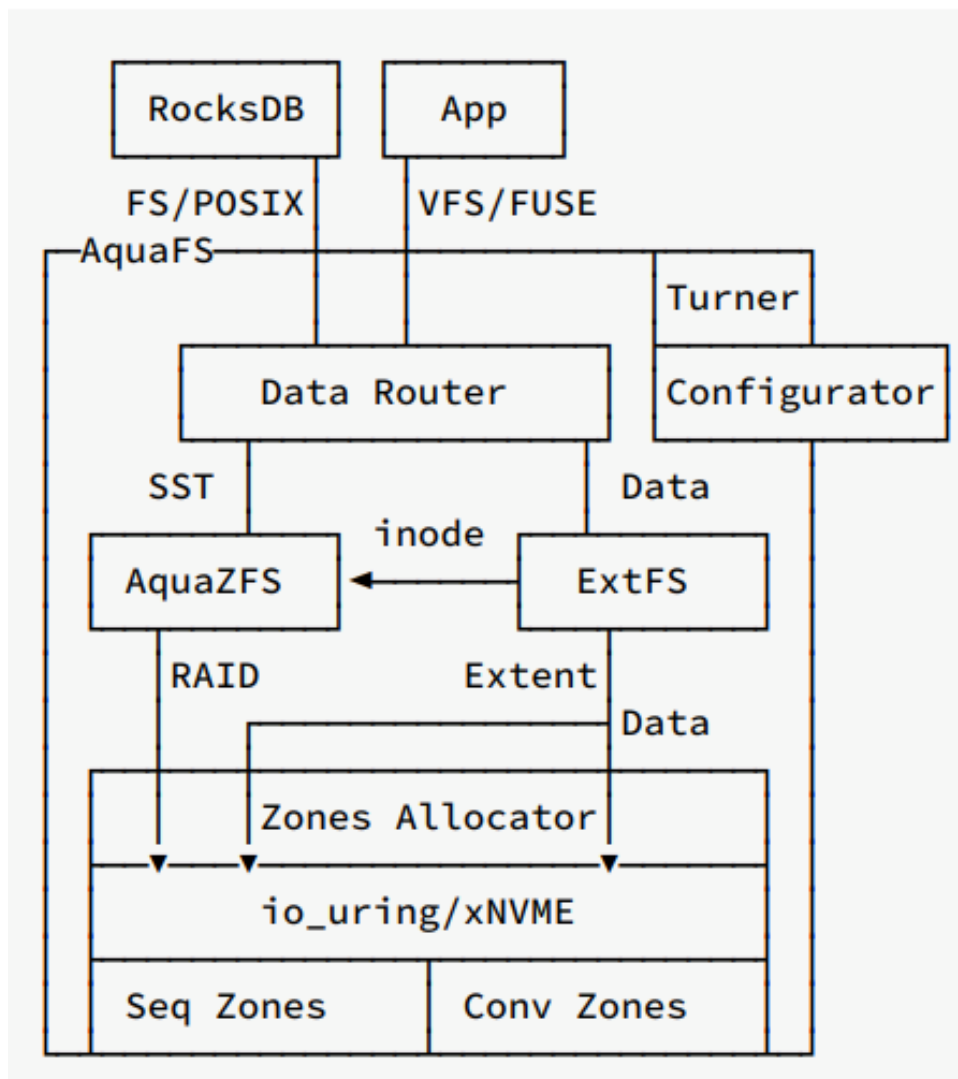 RocksDB App
FS/POSIX VFS/FUSE
AquaFS
Turner
Data Router Configurator
SST Data
inode
AquaZFS ExtFS
RAID Extent
Data
Zones Allocator
io_uring/xNVME
Seq Zones Conv Zones